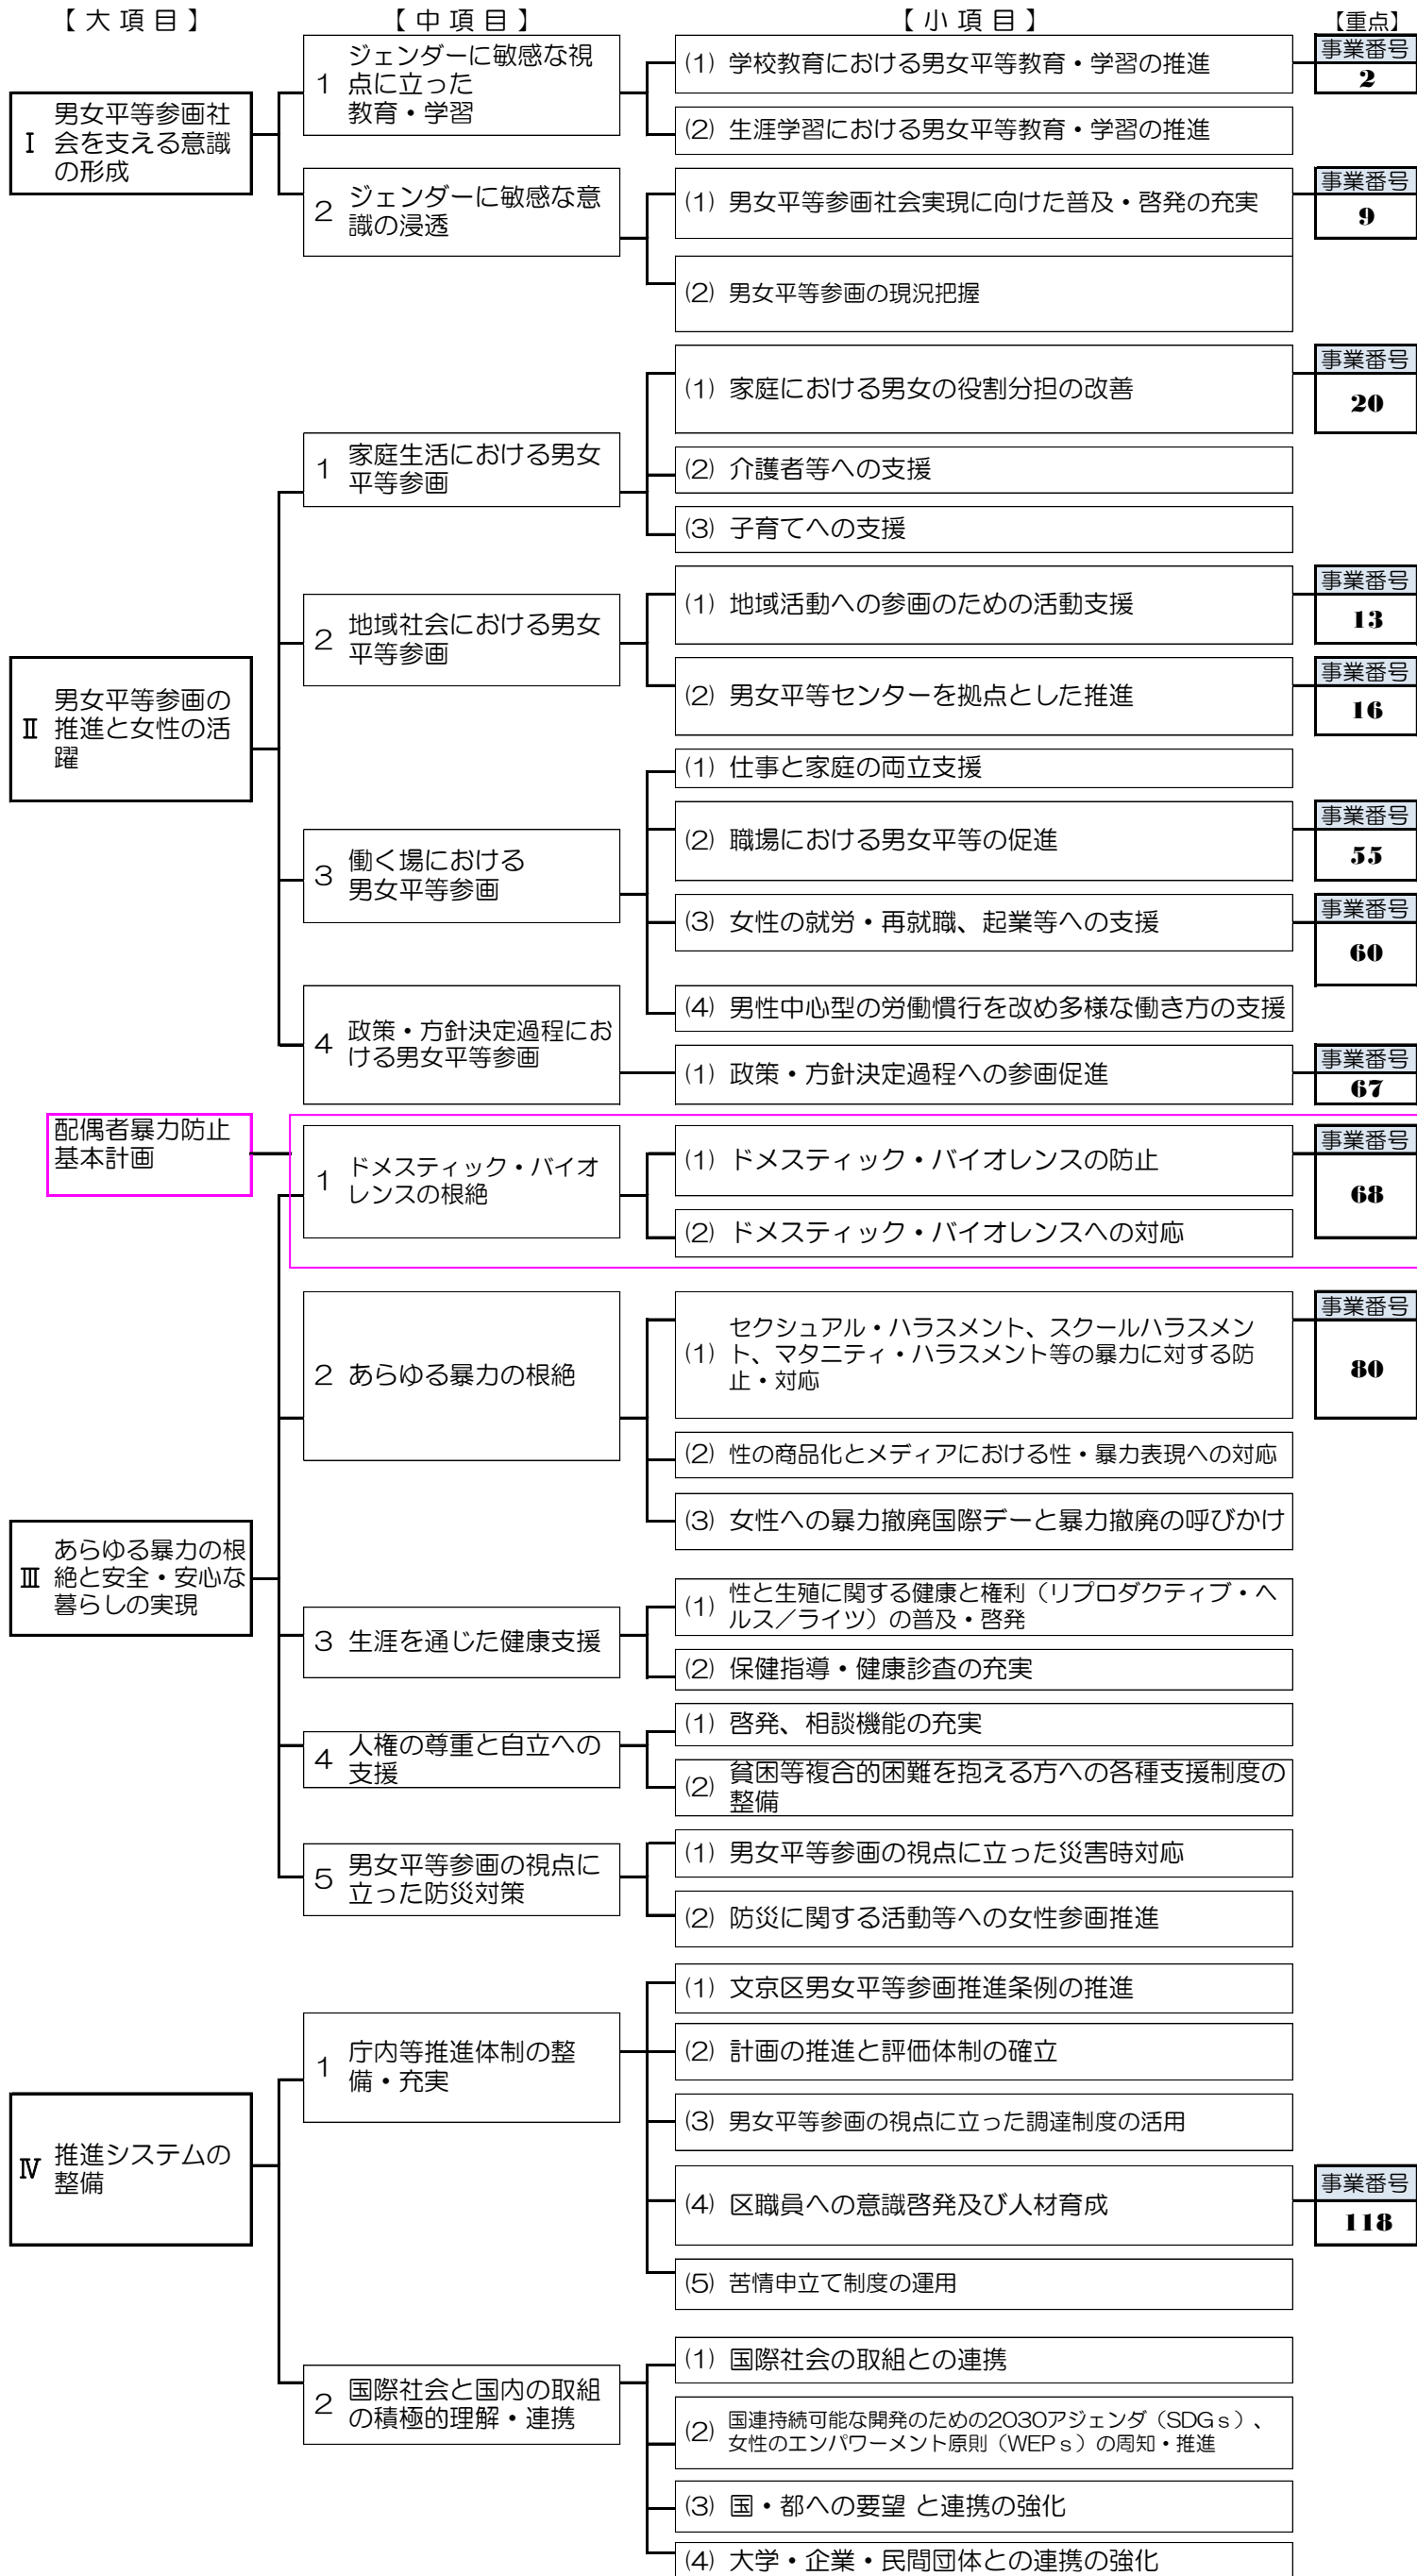 【 大 項 目 】 【 中 項 目 】 【 小 項 目 】 【重点】
Ⅰ 男女平等参画社
会を支える意識
の形成
1 ジェンダーに敏感な視
点に立った
教育・学習
(1) 学校教育における男女平等教育・学習の推進
事業番号
2
(2) 生涯学習における男女平等教育・学習の推進
2 ジェンダーに敏感な意
識の浸透
(1) 男女平等参画社会実現に向けた普及・啓発の充実
事業番号
9
(2) 男女平等参画の現況把握
Ⅱ 男女平等参画の
推進と女性の活
躍
1 家庭生活における男女
平等参画
(1) 家庭における男女の役割分担の改善
事業番号
20
(2) 介護者等への支援
(3) 子育てへの支援
2 地域社会における男女
平等参画
(1) 地域活動への参画のための活動支援
事業番号
13
(2) 男女平等センターを拠点とした推進
事業番号
16
3 働く場における
男女平等参画
(1) 仕事と家庭の両立支援
(2) 職場における男女平等の促進
事業番号
55
(3) 女性の就労・再就職、起業等への支援
事業番号
60
(4) 男性中心型の労働慣行を改め多様な働き方の支援
4 政策・方針決定過程にお
ける男女平等参画
(1) 政策・方針決定過程への参画促進
事業番号
67
配偶者暴力防止
基本計画
Ⅲ あらゆる暴力の根
絶と安全・安心な
暮らしの実現
1 ドメスティック・バイオ
レンスの根絶
(1) ドメスティック・バイオレンスの防止
事業番号
68
(2) ドメスティック・バイオレンスへの対応
2 あらゆる暴力の根絶
(1) セクシュアル・ハラスメント、スクールハラスメン
ト、マタニティ・ハラスメント等の暴力に対する防
止・対応
事業番号
80
(2) 性の商品化とメディアにおける性・暴力表現への対応
(3) 女性への暴力撤廃国際デーと暴力撤廃の呼びかけ
3 生涯を通じた健康支援
(1) 性と生殖に関する健康と権利（リプロダクティブ・ヘ
ルス／ライツ）の普及・啓発
(2) 保健指導・健康診査の充実
4 人権の尊重と自立への
支援
(1) 啓発、相談機能の充実
(2) 貧困等複合的困難を抱える方への各種支援制度の
整備
5 男女平等参画の視点に
立った防災対策
(1) 男女平等参画の視点に立った災害時対応
(2) 防災に関する活動等への女性参画推進
Ⅳ 推進システムの
整備
1 庁内等推進体制の整
備・充実
(1) 文京区男女平等参画推進条例の推進
(2) 計画の推進と評価体制の確立
(3) 男女平等参画の視点に立った調達制度の活用
(4) 区職員への意識啓発及び人材育成
事業番号
118
(5) 苦情申立て制度の運用
2 国際社会と国内の取組
の積極的理解・連携
(1) 国際社会の取組との連携
(2) 国連持続可能な開発のための2030アジェンダ（SDGｓ）、
女性のエンパワーメント原則（WEPｓ）の周知・推進
(3) 国・都への要望 と連携の強化
(4) 大学・企業・民間団体との連携の強化